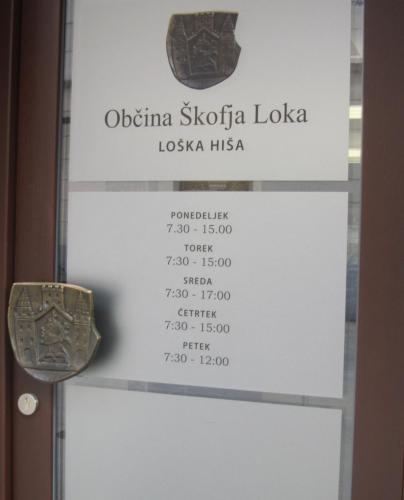 Občina Škofja Loka
LOŠKA HIŠA
PONEDELJEK
7.30 - 15.00
TOREK
7:30 - 15:00
SREDA
7:30 - 17:00
ČETRTEK
7:30 - 15:00
PETEK
7:30 - 12:00